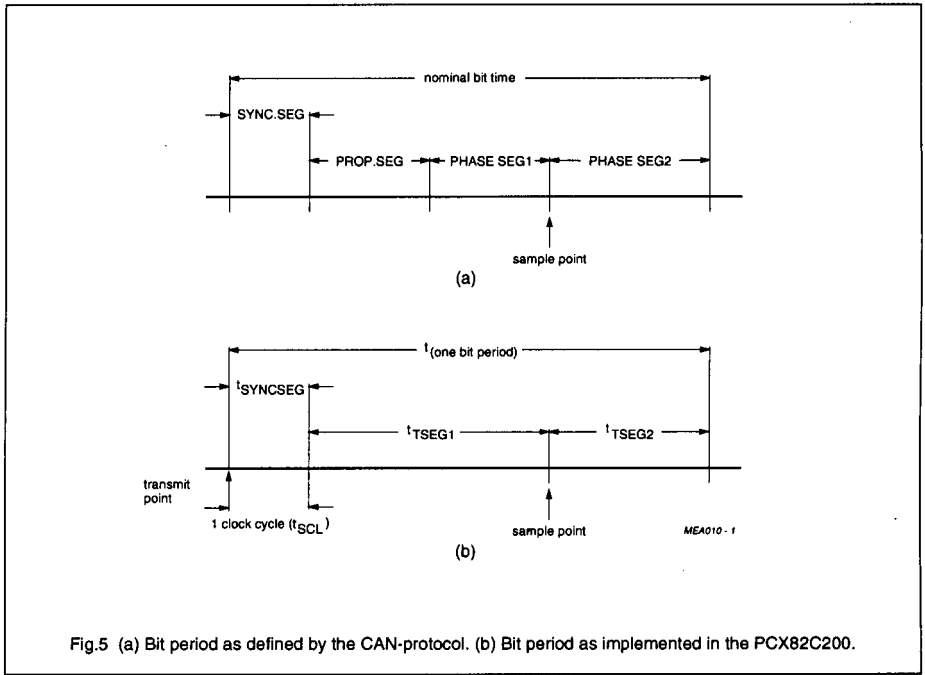 nominal bit time
SYNC.SEG
PROP.SEG
PHASE SEG1
PHASE SEG2
sample point
(a)
t(one bit period)
tSYNCSEG
tTSEG1
tTSEG2
transmit
point
1 clock cycle (tSCL)
sample point
MEA010 - 1
(b)
Fig.5 (a) Bit period as defined by the CAN-protocol. (b) Bit period as implemented in the PCX82C200.